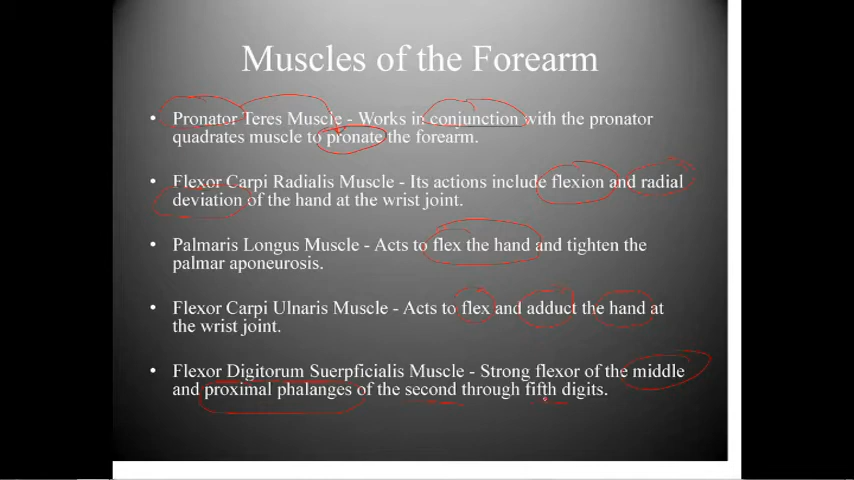 Muscles of the Forearm
• Pronator Teres Muscle - Works in conjunction with the pronator
quadrates muscle to pronate the forearm.
• Flexor Carpi Radialis Muscle - Its actions include flexion and radial
deviation of the hand at the wrist joint.
• Palmaris Longus Muscle - Acts to flex the hand and tighten the
palmar aponeurosis.
• Flexor Carpi Ulnaris Muscle - Acts to flex and adduct the hand at
the wrist joint.
• Flexor Digitorum Suerpficialis Muscle - Strong flexor of the middle
and proximal phalanges of the second through fifth digits.